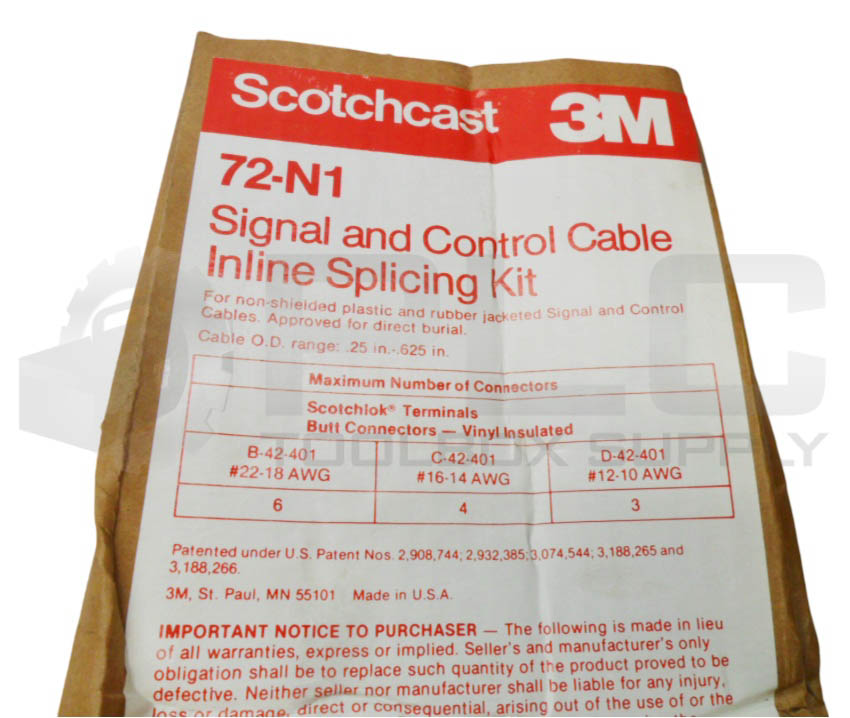 Scotchcast 3M
72-N1
Signal and Control Cable
Inline Splicing Kit
For non-shielded plastic and rubber jacketed Signal and Control
Cables. Approved for direct burial.
Cable O.D. range: .25 in.-.625 in.
Maximum Number of Connectors
Scotchlok® Terminals
Butt Connectors — Vinyl Insulated
B-42-401 C-42-401 D-42-401
#22-18 AWG #16-14 AWG #12-10 AWG
6 4 3
Patented under U.S. Patent Nos. 2,908,744; 2,932,385; 3,074,544; 3,188,265 and
3,188,266.
3M, St. Paul, MN 55101 Made in U.S.A.
IMPORTANT NOTICE TO PURCHASER — The following is made in lieu
of all warranties, express or implied. Seller's and manufacturer's only
obligation shall be to replace such quantity of the product proved to be
defective. Neither seller nor manufacturer shall be liable for any injury,
loss or damage, direct or consequential, arising out of the use of or the
PLC
TOOLBOX SUPPLY